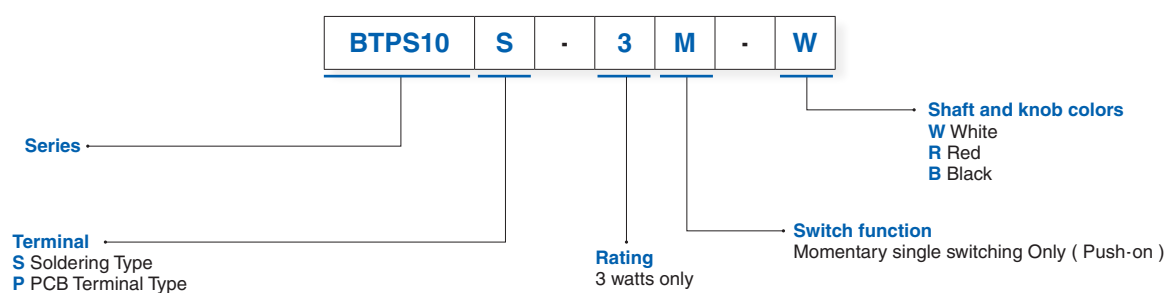 BTPS10 S - 3 M - W
Shaft and knob colors
W White
R Red
B Black
Series
Switch function
Momentary single switching Only ( Push-on )
Terminal
S Soldering Type
P PCB Terminal Type
Rating
3 watts only